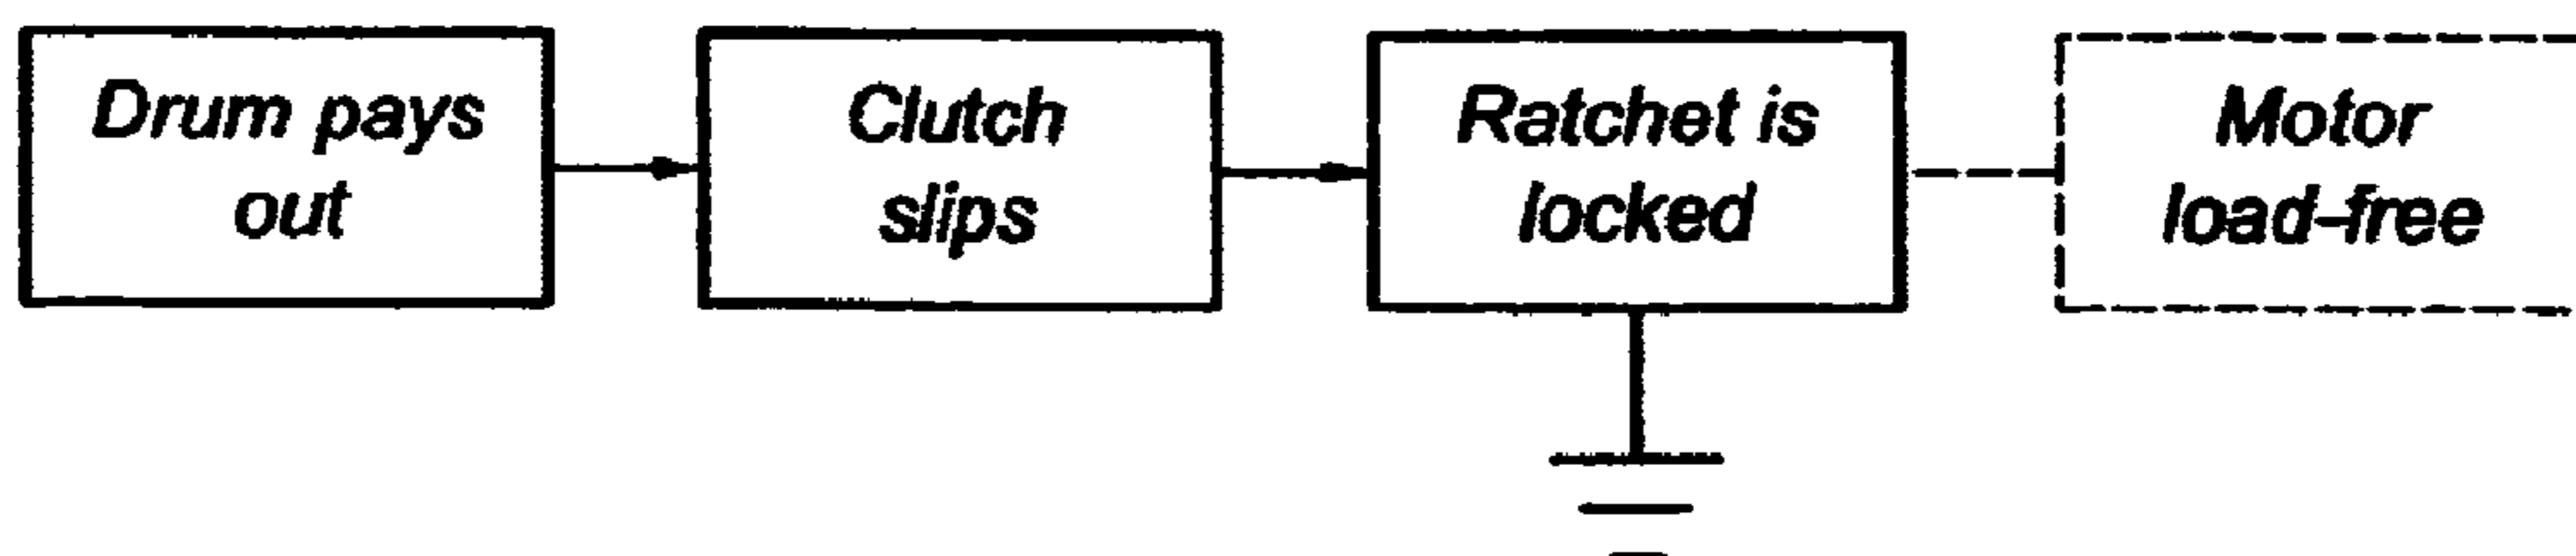 Drum pays
out
Clutch
slips
Ratchet is
locked
Motor
load-free